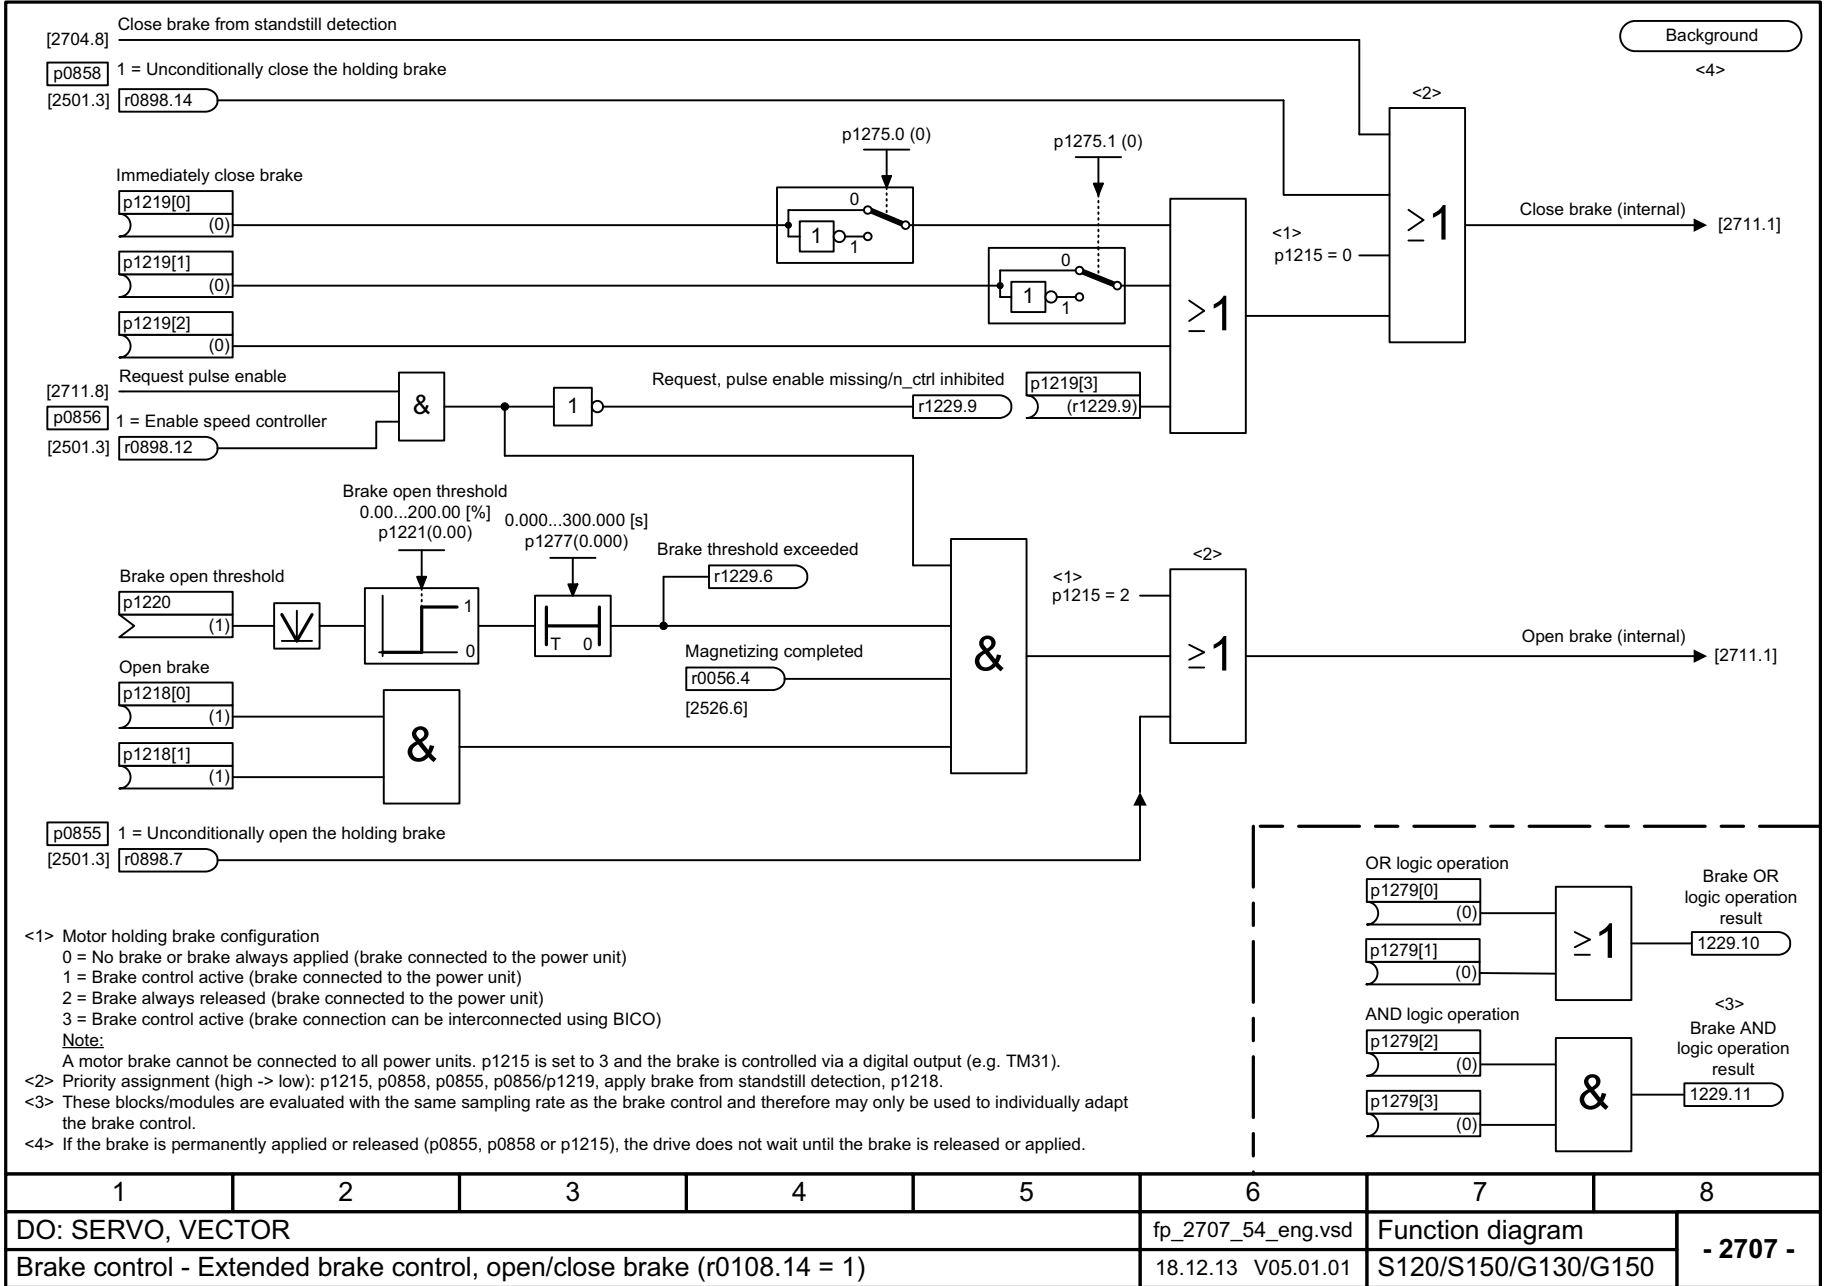 Close brake from standstill detection
[2704.8]
Background
<4>
p0858 1 = Unconditionally close the holding brake
[2501.3] r0898.14
<2>
p1275.0 (0)
p1275.1 (0)
Immediately close brake
p1219[0]
(0)
0
1
1
≥1
Close brake (internal)
[2711.1]
<1>
p1215 = 0
p1219[1]
(0)
0
1
1
≥1
p1219[2]
(0)
Request pulse enable
[2711.8]
p0856 1 = Enable speed controller
[2501.3] r0898.12
&
1
Request, pulse enable missing/n_ctrl inhibited
r1229.9
p1219[3]
(r1229.9)
Brake open threshold
0.00...200.00 [%]
p1221(0.00)
0.000...300.000 [s]
p1277(0.000)
Brake threshold exceeded
r1229.6
Brake open threshold
p1220
(1)
1
0
T 0
Magnetizing completed
r0056.4
[2526.6]
&
<1>
p1215 = 2
<2>
≥1
Open brake (internal)
[2711.1]
Open brake
p1218[0]
(1)
p1218[1]
(1)
&
p0855 1 = Unconditionally open the holding brake
[2501.3] r0898.7
OR logic operation
p1279[0]
(0)
p1279[1]
(0)
≥1
Brake OR
logic operation
result
1229.10
AND logic operation
p1279[2]
(0)
p1279[3]
(0)
&
<3>
Brake AND
logic operation
result
1229.11
<1> Motor holding brake configuration
0 = No brake or brake always applied (brake connected to the power unit)
1 = Brake control active (brake connected to the power unit)
2 = Brake always released (brake connected to the power unit)
3 = Brake control active (brake connection can be interconnected using BICO)
Note:
A motor brake cannot be connected to all power units. p1215 is set to 3 and the brake is controlled via a digital output (e.g. TM31).
<2> Priority assignment (high -> low): p1215, p0858, p0855, p0856/p1219, apply brake from standstill detection, p1218.
<3> These blocks/modules are evaluated with the same sampling rate as the brake control and therefore may only be used to individually adapt
the brake control.
<4> If the brake is permanently applied or released (p0855, p0858 or p1215), the drive does not wait until the brake is released or applied.
1 2 3 4 5 6 7 8
DO: SERVO, VECTOR
fp_2707_54_eng.vsd
Function diagram
- 2707 -
Brake control - Extended brake control, open/close brake (r0108.14 = 1)
18.12.13 V05.01.01
S120/S150/G130/G150